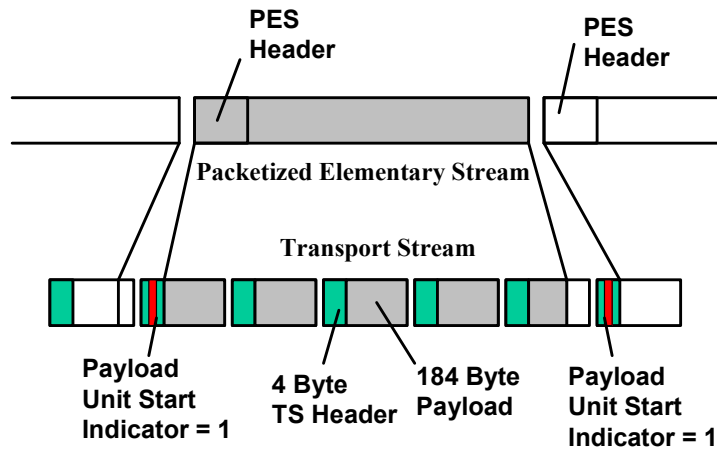 PES
Header
PES
Header
Packetized Elementary Stream
Transport Stream
Payload
Unit Start
Indicator = 1
4 Byte
TS Header
184 Byte
Payload
Payload
Unit Start
Indicator = 1